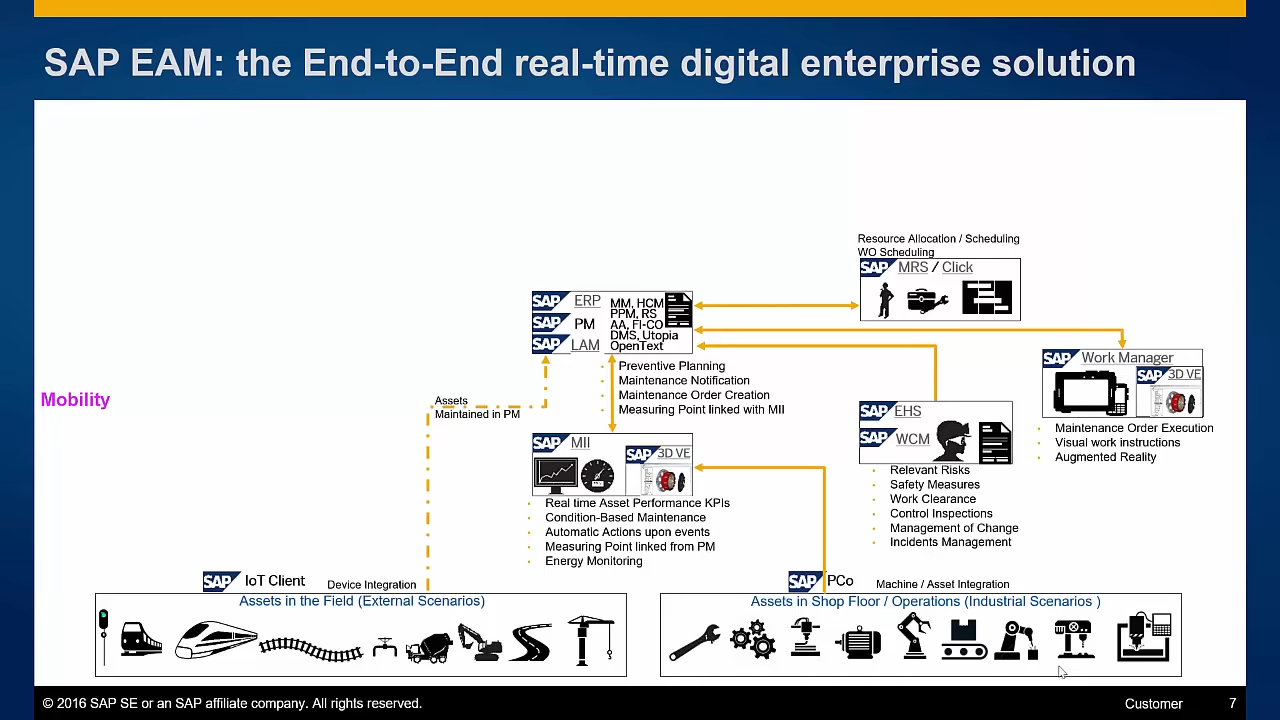 SAP EAM: the End-to-End real-time digital enterprise solution
Resource Allocation / Scheduling
WO Scheduling
SAP MRS / Click
SAP ERP
SAP PM
SAP LAM
MM, HCM
PPM, RS
AA, FI-CO
DMS, Utopia
OpenText
SAP Work Manager
SAP 3D VE
Preventive Planning
Maintenance Notification
Maintenance Order Creation
Measuring Point linked with MII
Mobility
Assets
Maintained in PM
SAP EHS
SAP WCM
Maintenance Order Execution
Visual work instructions
Augmented Reality
SAP MII
SAP 3D VE
Relevant Risks
Safety Measures
Work Clearance
Control Inspections
Management of Change
Incidents Management
Real time Asset Performance KPIs
Condition-Based Maintenance
Automatic Actions upon events
Measuring Point linked from PM
Energy Monitoring
SAP IoT Client
Device Integration
SAP PCo
Machine / Asset Integration
Assets in the Field (External Scenarios)
Assets in Shop Floor / Operations (Industrial Scenarios )
© 2016 SAP SE or an SAP affiliate company. All rights reserved.
Customer
7